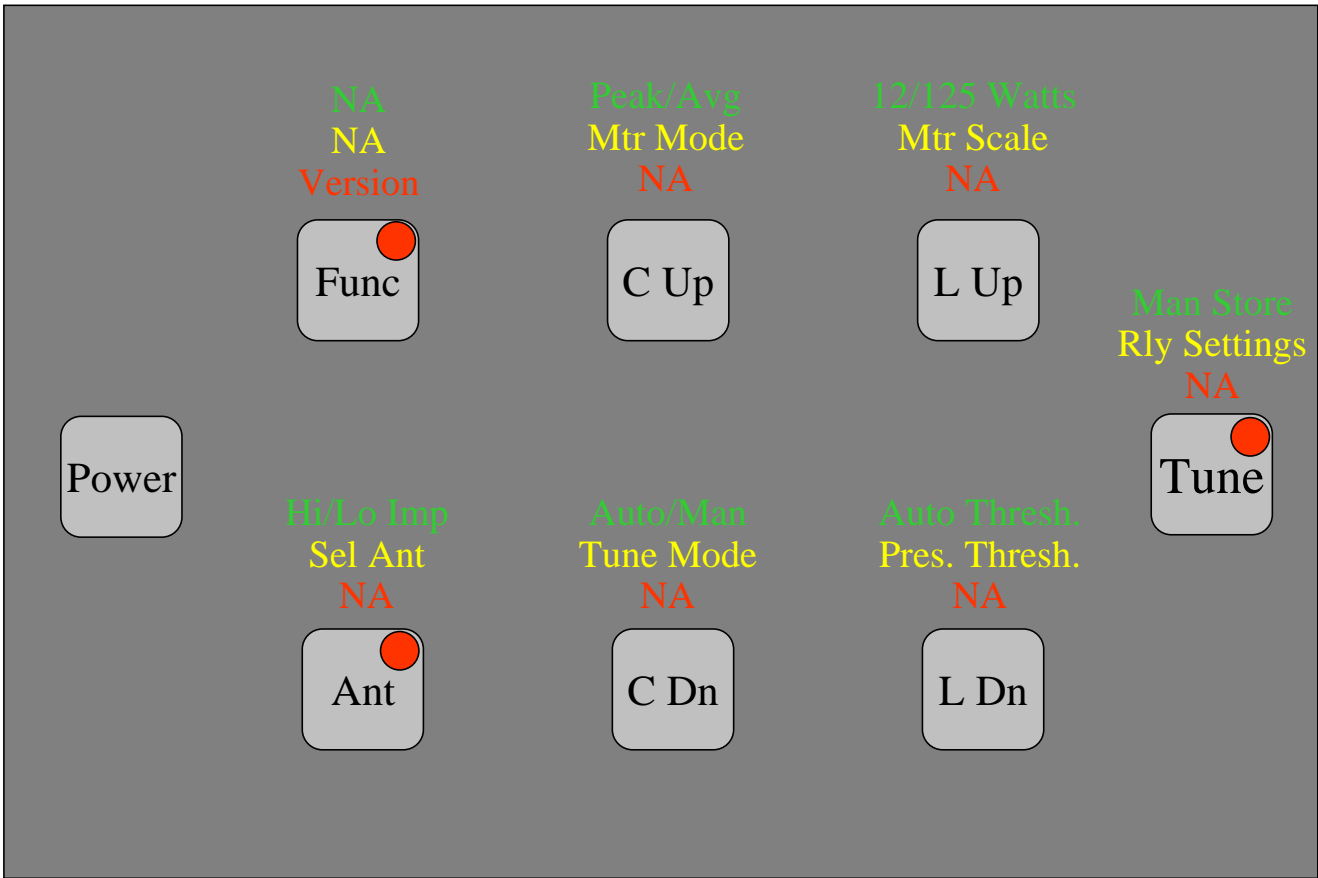 NA
NA
Version
Func
Peak/Avg
Mtr Mode
NA
C Up
12/125 Watts
Mtr Scale
NA
L Up
Man Store
Rly Settings
NA
Tune
Power
Hi/Lo Imp
Sel Ant
NA
Ant
Auto/Man
Tune Mode
NA
C Dn
Auto Thresh.
Pres. Thresh.
NA
L Dn